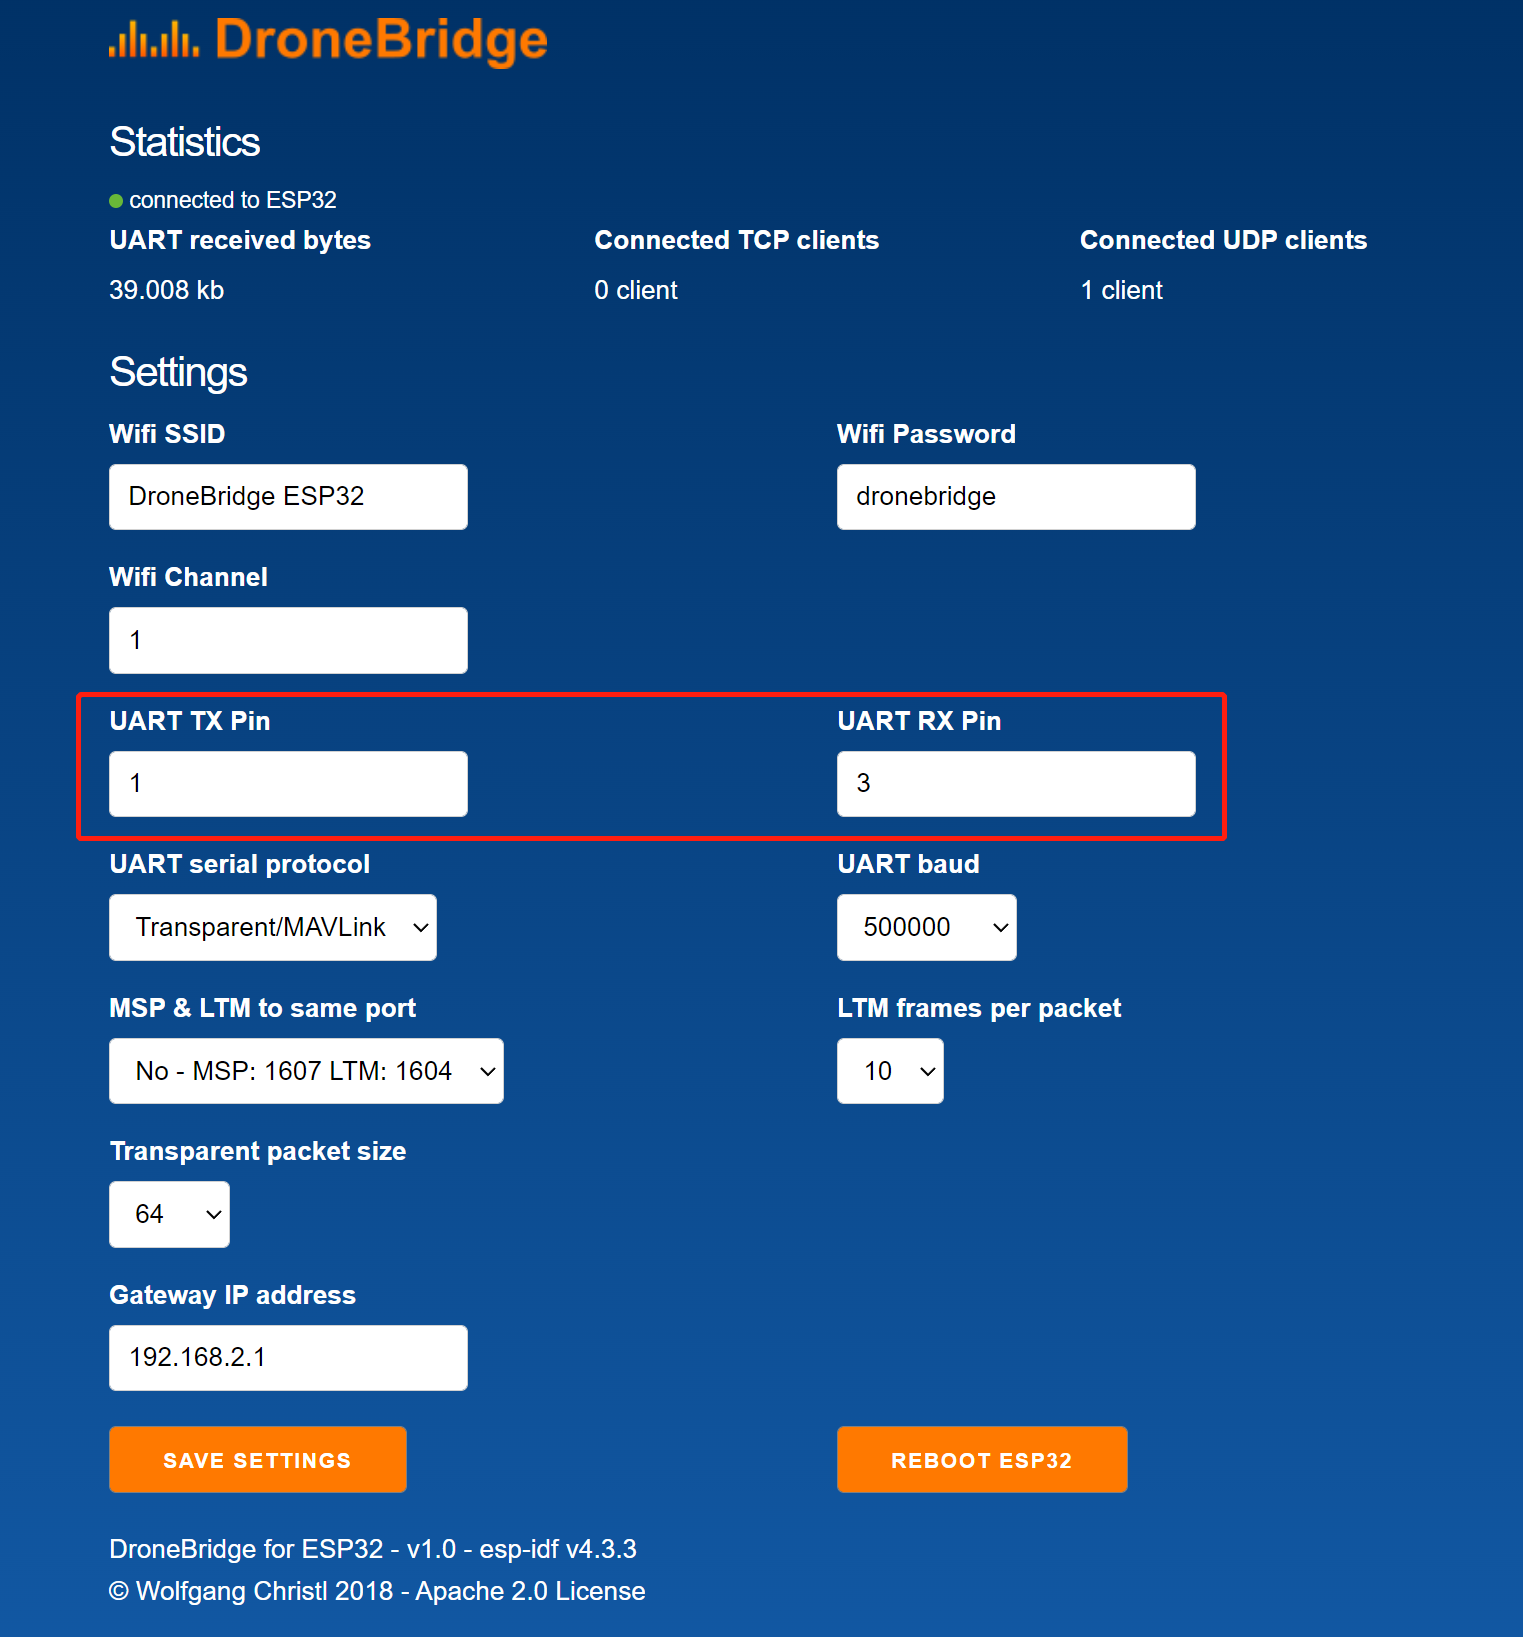 DroneBridge
Statistics
connected to ESP32
UART received bytes
Connected TCP clients
Connected UDP clients
39.008 kb
0 client
1 client
Settings
Wifi SSID
Wifi Password
DroneBridge ESP32
dronebridge
Wifi Channel
1
UART TX Pin
UART RX Pin
1
3
UART serial protocol
UART baud
Transparent/MAVLink
500000
MSP & LTM to same port
LTM frames per packet
No - MSP: 1607 LTM: 1604
10
Transparent packet size
64
Gateway IP address
192.168.2.1
SAVE SETTINGS
REBOOT ESP32
DroneBridge for ESP32 - v1.0 - esp-idf v4.3.3
© Wolfgang Christl 2018 - Apache 2.0 License